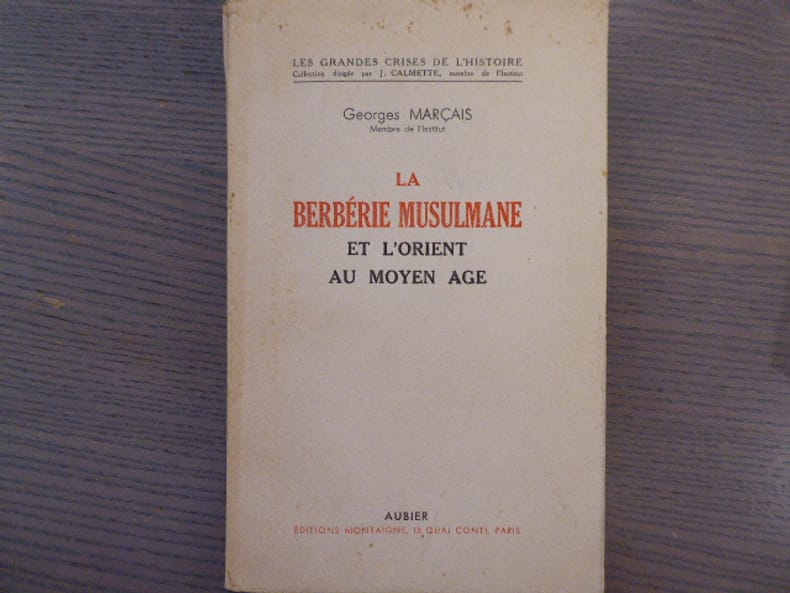 LES GRANDES CRISES DE L'HISTOIRE
Collection dirigée par J. CALMETTE, membre de l'Institut
Georges MARÇAIS
Membre de l'Institut
LA
BERBÉRIE MUSULMANE
ET L'ORIENT
AU MOYEN AGE
AUBIER
ÉDITIONS MONTAIGNE, 13 QUAI CONTI, PARIS